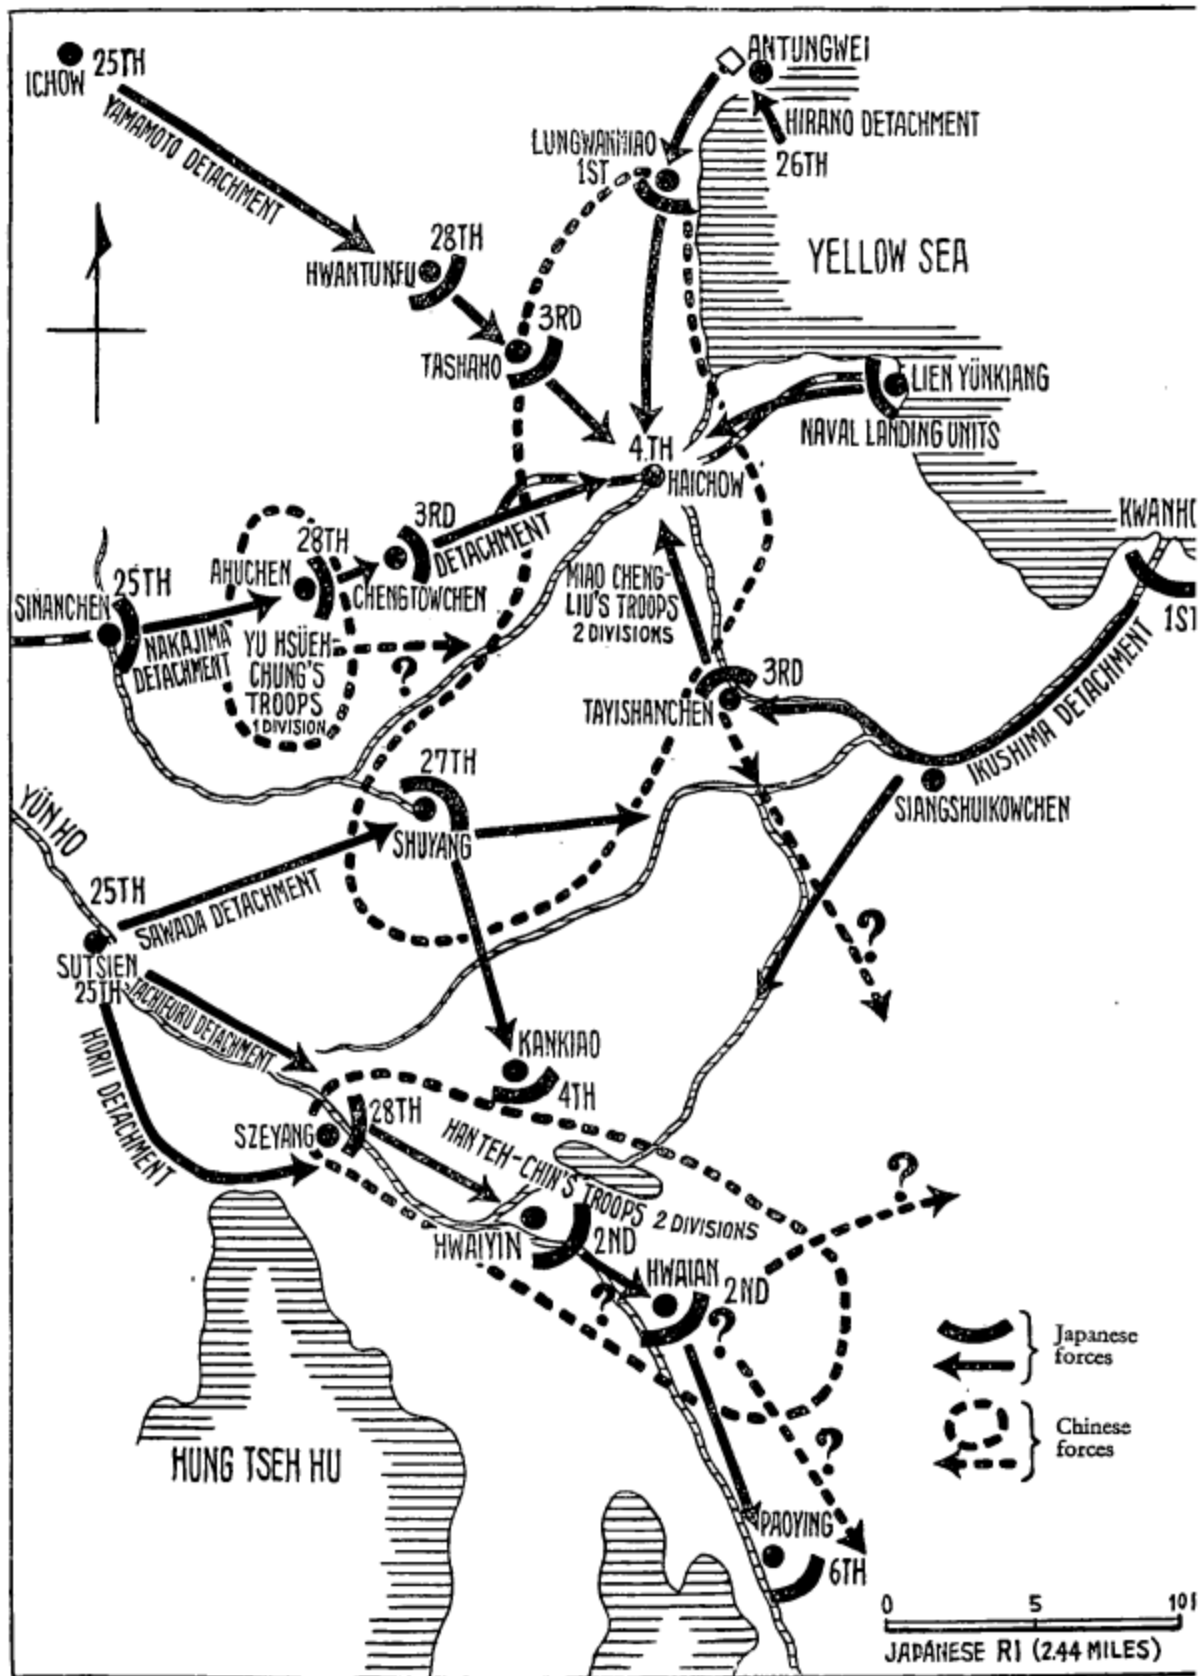 ICHOW
25TH
YAMAMOTO DETACHMENT
ANTUNGWEI
HIRANO DETACHMENT
26TH
LUNGWANMIAO
1ST
YELLOW SEA
28TH
HWANTUNFU
3RD
TASHAHO
LIEN YÜNKIANG
NAVAL LANDING UNITS
4TH
HAICHOW
KWANHO
1ST
3RD
DETACHMENT
CHENGTOWCHEN
28TH
AHUCHEN
25TH
SINANCHEN
NAKAJIMA
DETACHMENT
YU HSÜEH-
CHUNG'S
TROOPS
1 DIVISION
?
MIAO CHENG-
LIU'S TROOPS
2 DIVISIONS
3RD
TAYISHANCHEN
IKUSHIMA DETACHMENT
SIANGSHUIKOWCHEN
27TH
SHUYANG
YÜN HO
25TH
SAWADA DETACHMENT
SUTSIEN
25TH
TACHIFURU DETACHMENT
HORII DETACHMENT
?
KANKIAO
4TH
28TH
SZEYANG
HAN TEH-CHIN'S TROOPS 2 DIVISIONS
?
HWAIYIN
2ND
HWAIAN
2ND
?
?
?
HUNG TSEH HU
PAOYING
6TH
Japanese
forces
Chinese
forces
0 5 10
JAPANESE RI (2.44 MILES)